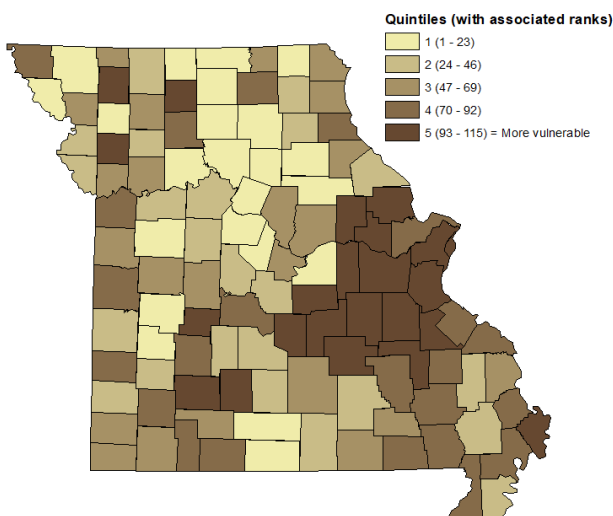 Quintiles (with associated ranks)
1 (1 - 23)
2 (24 - 46)
3 (47 - 69)
4 (70 - 92)
5 (93 - 115) = More vulnerable